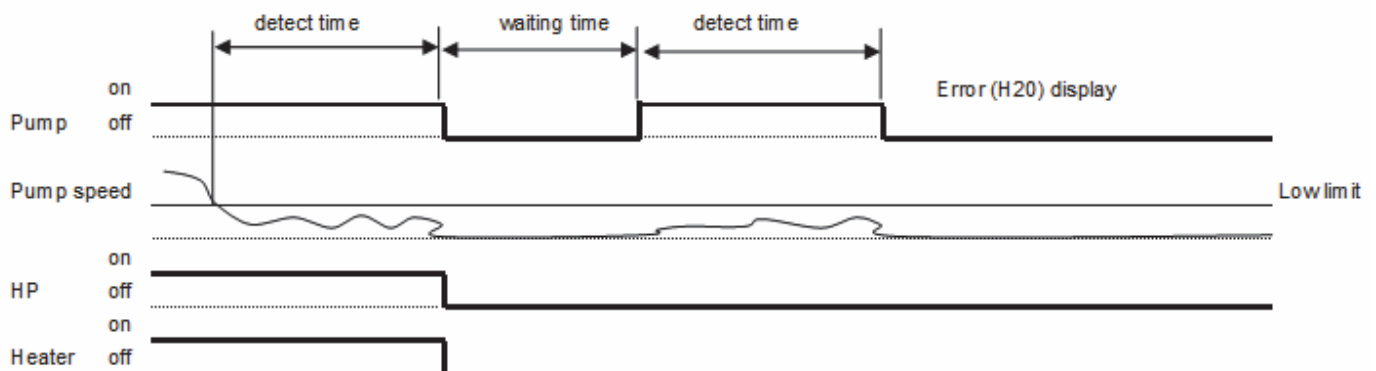 detect time waiting time detect time
on Error (H20) display
Pump off
Pump speed Low limit
on
HP off
on
Heater off